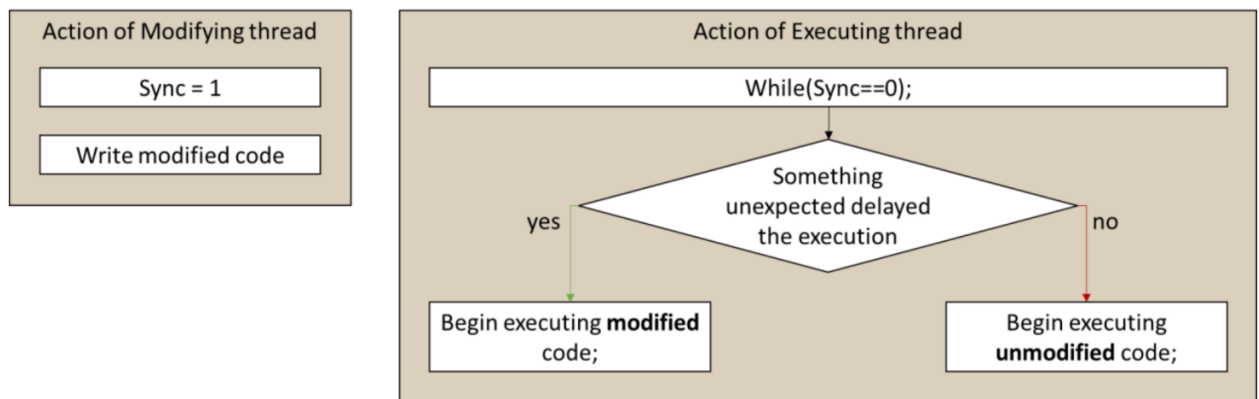 Action of Modifying thread
Sync = 1
Write modified code
Action of Executing thread
While(Sync==0);
Something
unexpected delayed
the execution
yes
no
Begin executing modified
code;
Begin executing
unmodified code;